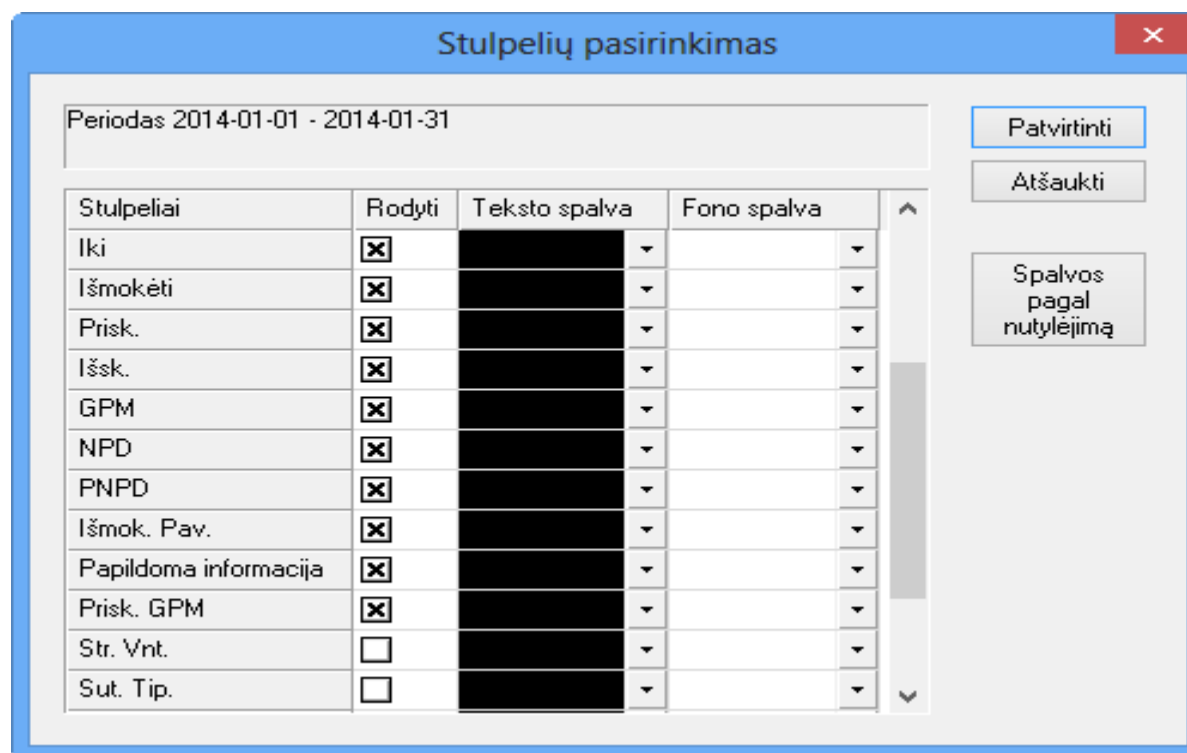 Stulpelių pasirinkimas
Periodas 2014-01-01 - 2014-01-31
Patvirtinti
Atšaukti
Spalvos
pagal
nutylėjimą
Stulpeliai Rodyti Teksto spalva Fono spalva
Iki
Išmokėti
Prisk.
Išsk.
GPM
NPD
PNPD
Išmok. Pav.
Papildoma informacija
Prisk. GPM
Str. Vnt.
Sut. Tip.